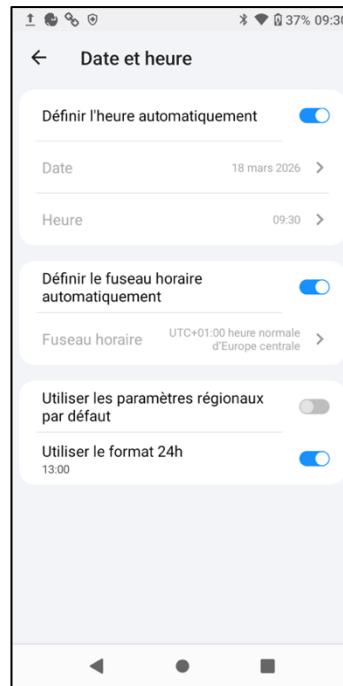 37% 09:30
Date et heure
Définir l'heure automatiquement
Date 18 mars 2026
Heure 09:30
Définir le fuseau horaire
automatiquement
Fuseau horaire UTC+01:00 heure normale
d'Europe centrale
Utiliser les paramètres régionaux
par défaut
Utiliser le format 24h
13:00